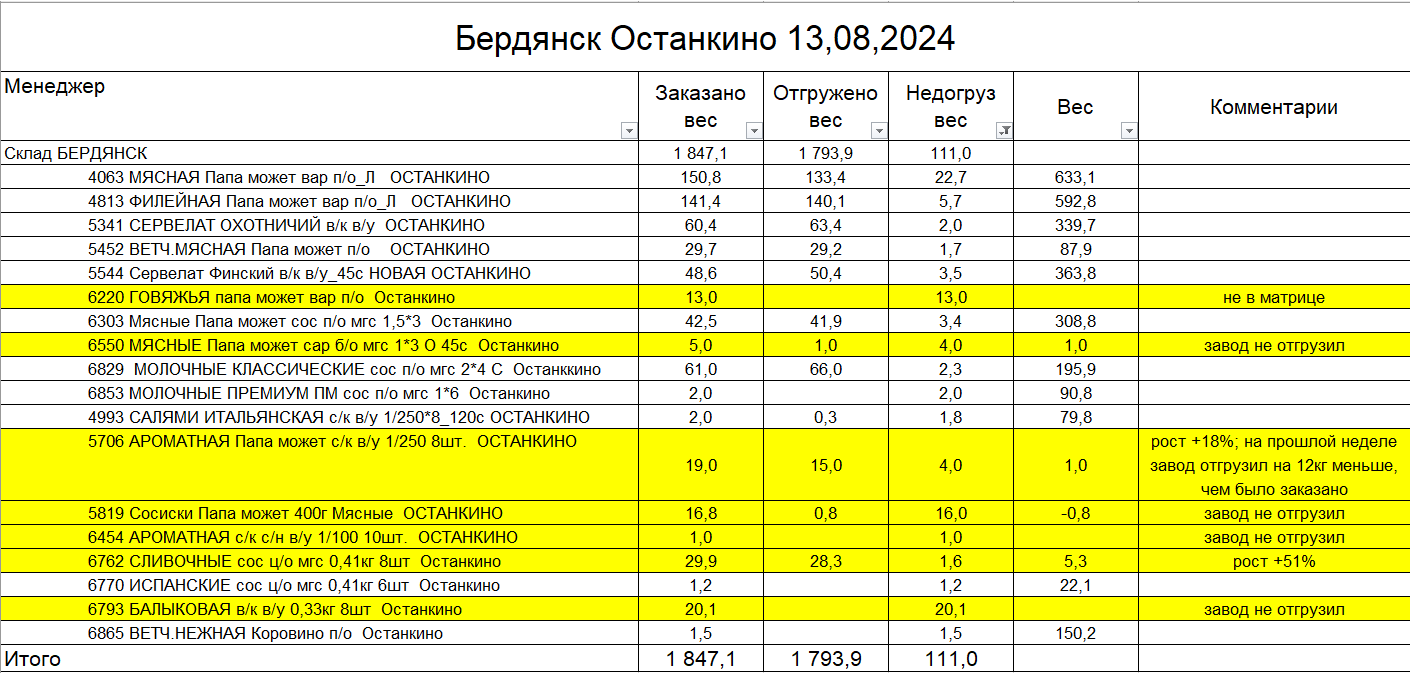 Бердянск Останкино 13,08,2024
Менеджер Заказано вес Отгружено вес Недогруз вес Вес Комментарии
Склад БЕРДЯНСК 1 847,1 1 793,9 111,0
4063 МЯСНАЯ Папа может вар п/о_Л ОСТАНКИНО 150,8 133,4 22,7 633,1
4813 ФИЛЕЙНАЯ Папа может вар п/о_Л ОСТАНКИНО 141,4 140,1 5,7 592,8
5341 СЕРВЕЛАТ ОХОТНИЧИЙ в/к в/у ОСТАНКИНО 60,4 63,4 2,0 339,7
5452 ВЕТЧ.МЯСНАЯ Папа может п/о ОСТАНКИНО 29,7 29,2 1,7 87,9
5544 Сервелат Финский в/к в/у_45с НОВАЯ ОСТАНКИНО 48,6 50,4 3,5 363,8
6220 ГОВЯЖЬЯ папа может вар п/о Останкино 13,0 13,0 не в матрице
6303 Мясные Папа может сос п/о мгс 1,5*3 Останкино 42,5 41,9 3,4 308,8
6550 МЯСНЫЕ Папа может сар б/о мгс 1*3 О 45с Останкино 5,0 1,0 4,0 1,0 завод не отгрузил
6829 МОЛОЧНЫЕ КЛАССИЧЕСКИЕ сос п/о мгс 2*4 С Останккино 61,0 66,0 2,3 195,9
6853 МОЛОЧНЫЕ ПРЕМИУМ ПМ сос п/о мгс 1*6 Останкино 2,0 2,0 90,8
4993 САЛЯМИ ИТАЛЬЯНСКАЯ с/к в/у 1/250*8_120с ОСТАНКИНО 2,0 0,3 1,8 79,8
5706 АРОМАТНАЯ Папа может с/к в/у 1/250 8шт. ОСТАНКИНО 19,0 15,0 4,0 1,0 рост +18%; на прошлой неделе
завод отгрузил на 12кг меньше,
чем было заказано
5819 Сосиски Папа может 400г Мясные ОСТАНКИНО 16,8 0,8 16,0 -0,8 завод не отгрузил
6454 АРОМАТНАЯ с/к с/н в/у 1/100 10шт. ОСТАНКИНО 1,0 1,0 завод не отгрузил
6762 СЛИВОЧНЫЕ сос ц/о мгс 0,41кг 8шт Останкино 29,9 28,3 1,6 5,3 рост +51%
6770 ИСПАНСКИЕ сос ц/о мгс 0,41кг 6шт Останкино 1,2 1,2 22,1
6793 БАЛЫКОВАЯ в/к в/у 0,33кг 8шт Останкино 20,1 20,1 завод не отгрузил
6865 ВЕТЧ.НЕЖНАЯ Коровино п/о Останкино 1,5 1,5 150,2
Итого 1 847,1 1 793,9 111,0